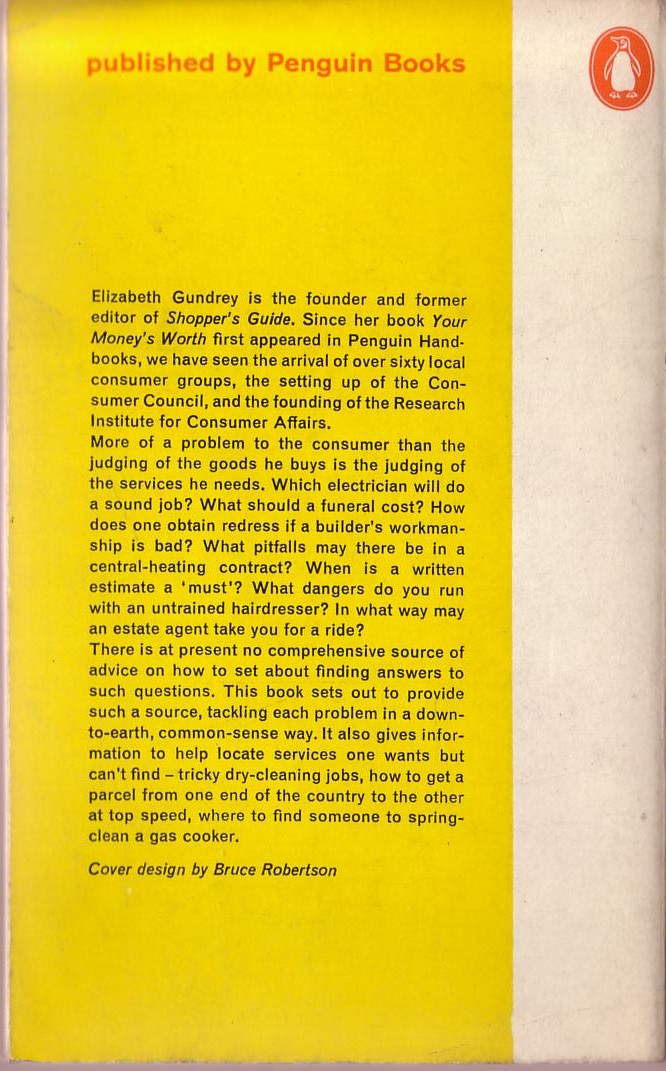 published by Penguin Books
Elizabeth Gundrey is the founder and former
editor of Shopper's Guide. Since her book Your
Money's Worth first appeared in Penguin Hand-
books, we have seen the arrival of over sixty local
consumer groups, the setting up of the Con-
sumer Council, and the founding of the Research
Institute for Consumer Affairs.
More of a problem to the consumer than the
judging of the goods he buys is the judging of
the services he needs. Which electrician will do
a sound job? What should a funeral cost? How
does one obtain redress if a builder's workman-
ship is bad? What pitfalls may there be in a
central-heating contract? When is a written
estimate a 'must'? What dangers do you run
with an untrained hairdresser? In what way may
an estate agent take you for a ride?
There is at present no comprehensive source of
advice on how to set about finding answers to
such questions. This book sets out to provide
such a source, tackling each problem in a down-
to-earth, common-sense way. It also gives infor-
mation to help locate services one wants but
can't find – tricky dry-cleaning jobs, how to get a
parcel from one end of the country to the other
at top speed, where to find someone to spring-
clean a gas cooker.
Cover design by Bruce Robertson